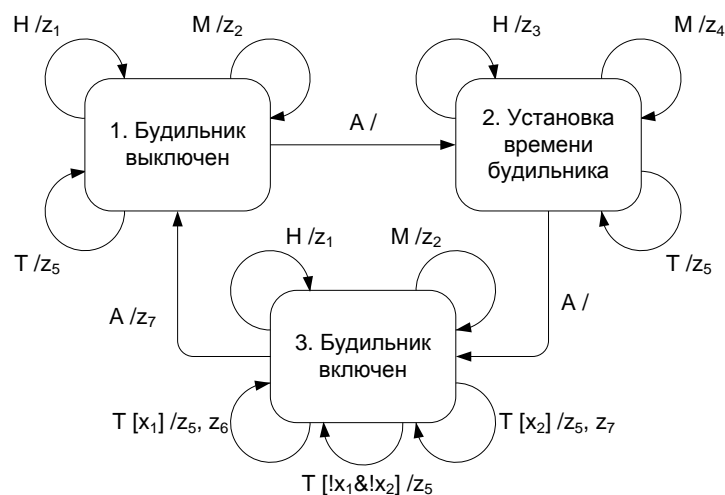 H /z₁
M /z₂
H /z₃
M /z₄
1. Будильник
выключен
A /
2. Установка
времени
будильника
T /z₅
T /z₅
H /z₁
M /z₂
A /z₇
A /
3. Будильник
включен
T [x₁] /z₅, z₆
T [x₂] /z₅, z₇
T [!x₁&!x₂] /z₅